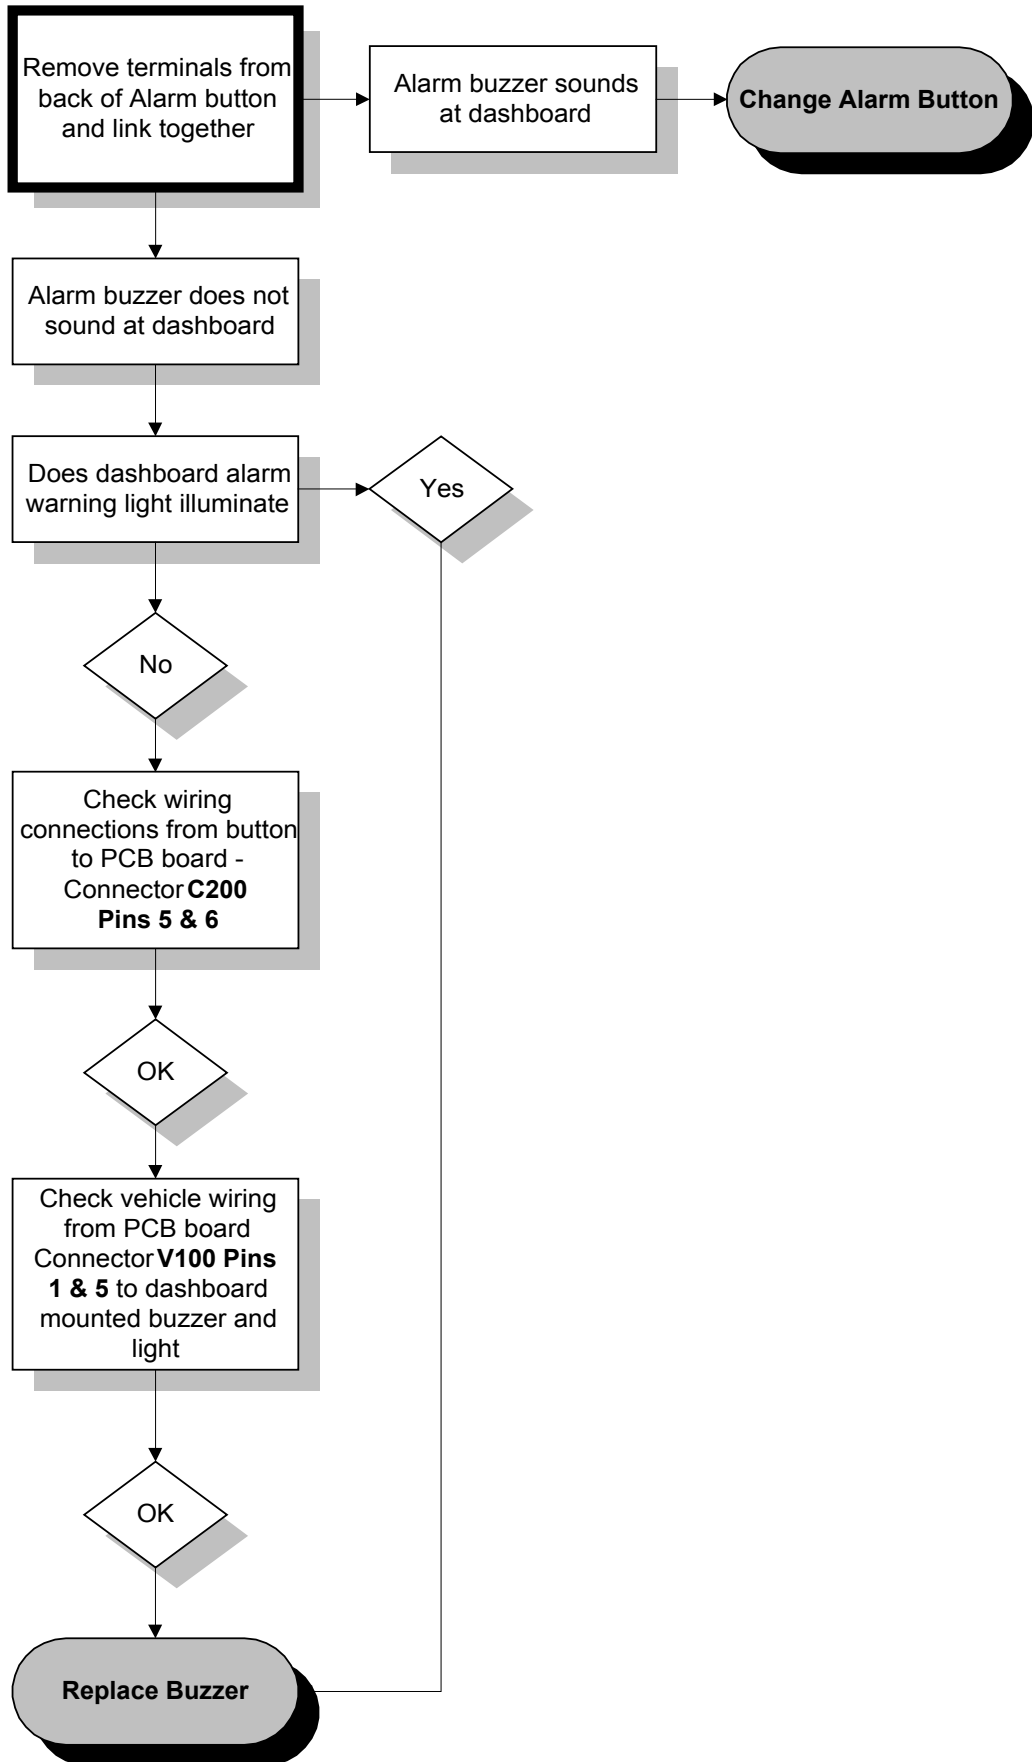 Remove terminals from
back of Alarm button
and link together
Alarm buzzer sounds
at dashboard
Change Alarm Button
Alarm buzzer does not
sound at dashboard
Does dashboard alarm
warning light illuminate
Yes
No
Check wiring
connections from button
to PCB board -
Connector C200
Pins 5 & 6
OK
Check vehicle wiring
from PCB board
Connector V100 Pins
1 & 5 to dashboard
mounted buzzer and
light
OK
Replace Buzzer